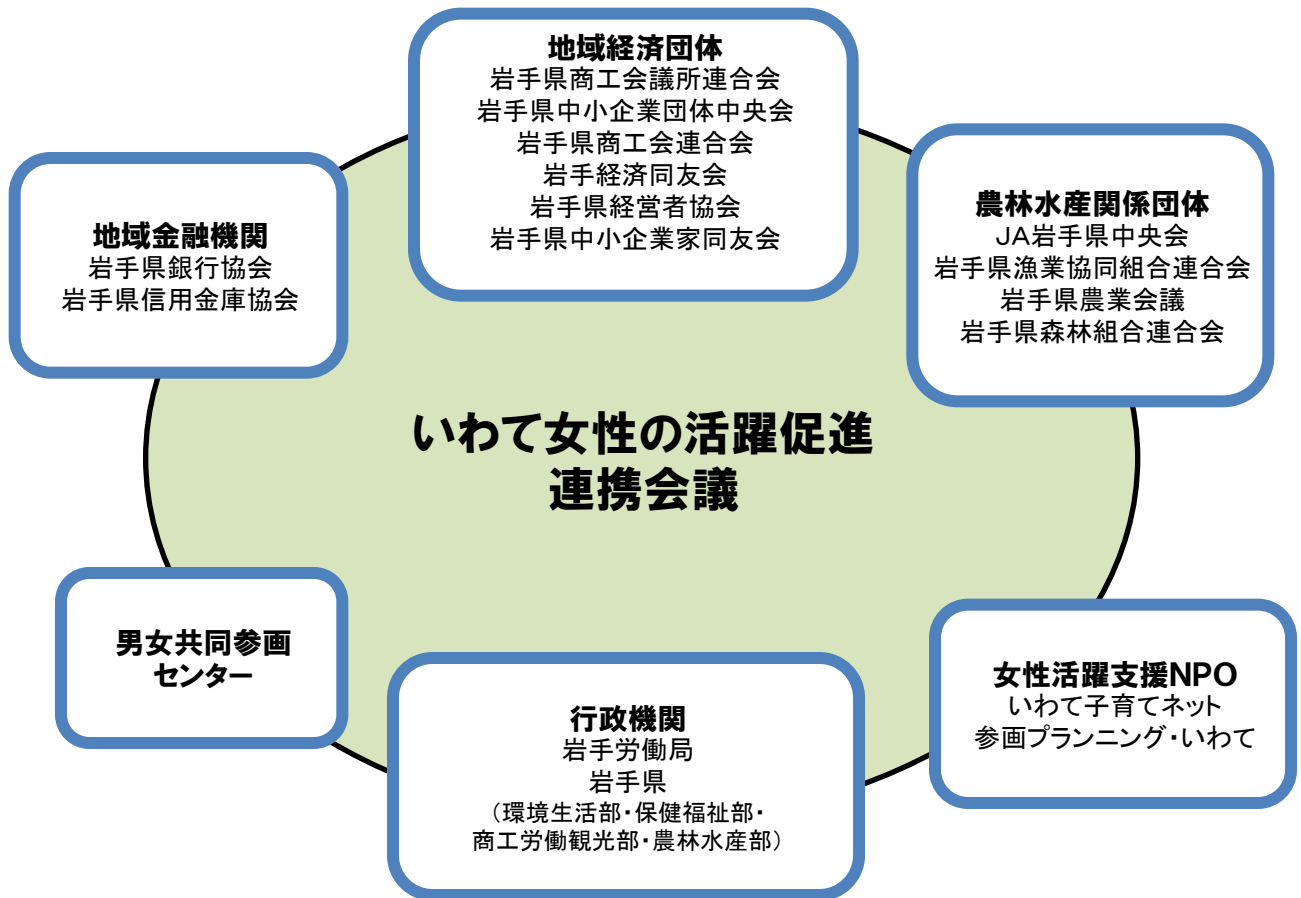 地域経済団体
岩手県商工会議所連合会
岩手県中小企業団体中央会
岩手県商工会連合会
岩手経済同友会
岩手県経営者協会
岩手県中小企業家同友会
地域金融機関
岩手県銀行協会
岩手県信用金庫協会
農林水産関係団体
JA岩手県中央会
岩手県漁業協同組合連合会
岩手県農業会議
岩手県森林組合連合会
いわて女性の活躍促進
連携会議
男女共同参画
センター
行政機関
岩手労働局
岩手県
（環境生活部・保健福祉部・
商工労働観光部・農林水産部）
女性活躍支援NPO
いわて子育てネット
参画プランニング・いわて